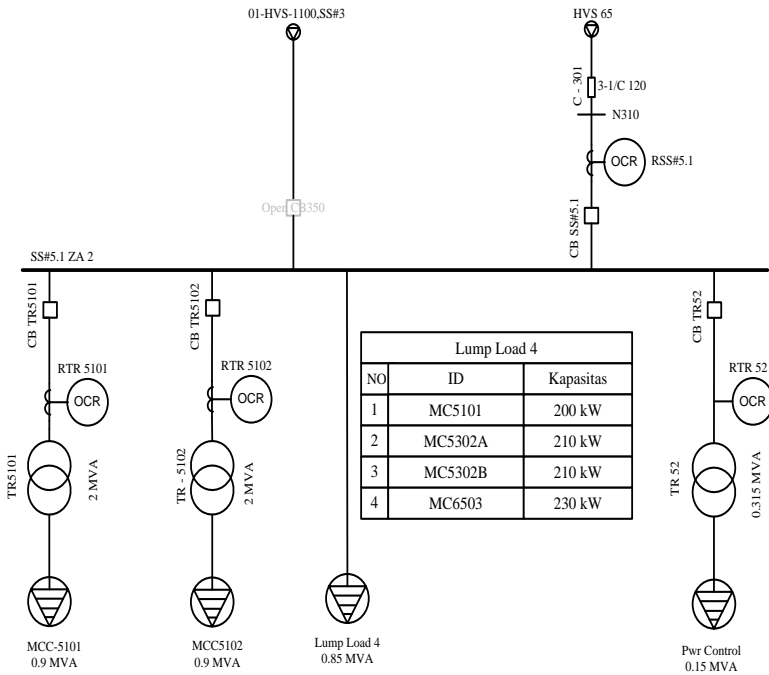 01-HVS-1100,SS#3
HVS 65
C - 301
3-1/C 120
N310
OCR
RSS#5.1
Open CB350
CB SS#5.1
SS#5.1 ZA 2
CB TR5101
CB TR5102
CB TR52
RTR 5101
OCR
RTR 5102
OCR
RTR 52
OCR
Lump Load 4
NO ID Kapasitas
1 MC5101 200 kW
2 MC5302A 210 kW
3 MC5302B 210 kW
4 MC6503 230 kW
TR5101
2 MVA
TR - 5102
2 MVA
TR 52
0.315 MVA
MCC-5101
0.9 MVA
MCC5102
0.9 MVA
Lump Load 4
0.85 MVA
Pwr Control
0.15 MVA